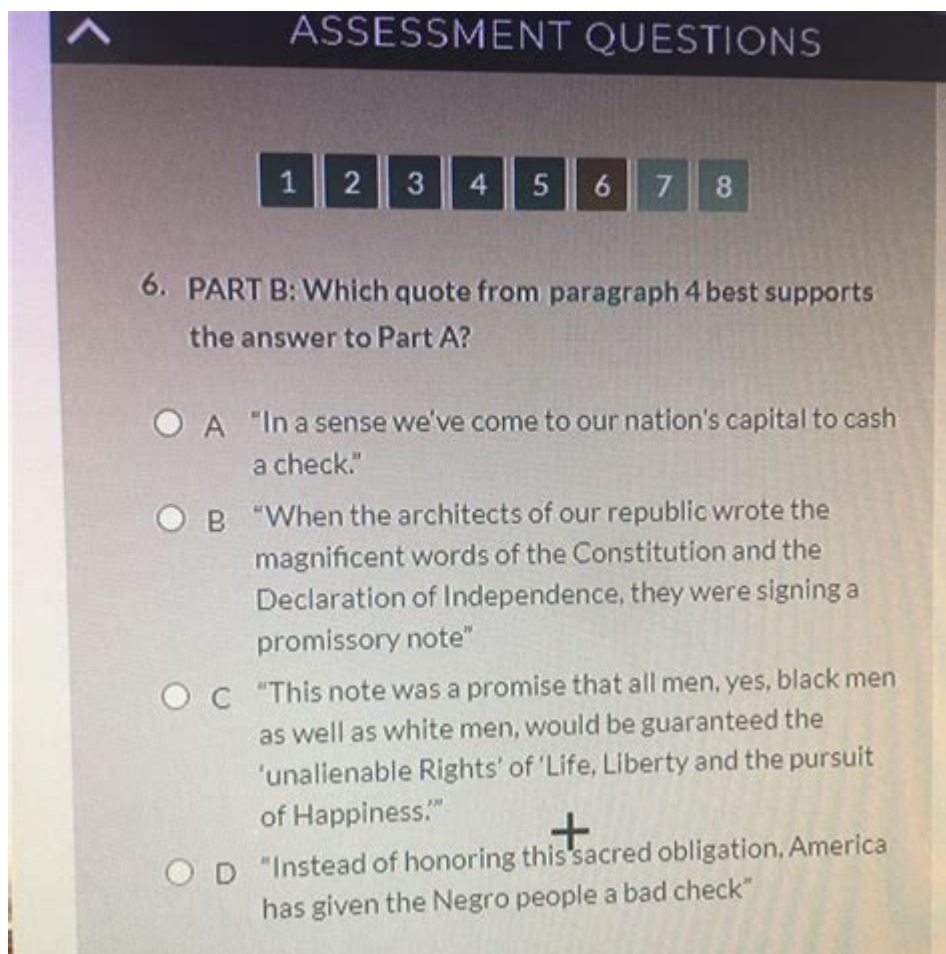 ASSESSMENT QUESTIONS
1 2 3 4 5 6 7 8
6. PART B: Which quote from paragraph 4 best supports
the answer to Part A?
A "In a sense we've come to our nation's capital to cash
a check."
B "When the architects of our republic wrote the
magnificent words of the Constitution and the
Declaration of Independence, they were signing a
promissory note"
C "This note was a promise that all men, yes, black men
as well as white men, would be guaranteed the
'unalienable Rights' of 'Life, Liberty and the pursuit
of Happiness.'"
D "Instead of honoring this sacred obligation, America
has given the Negro people a bad check"